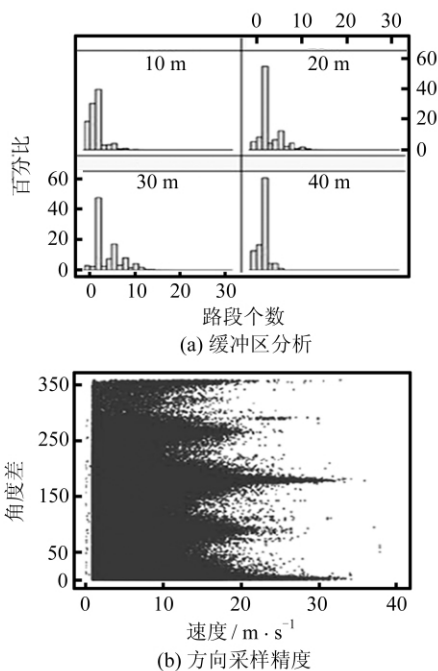 0 10 20 30
10 m 20 m
60
40
20
0
百分比
30 m 40 m
60
40
20
0
0 10 20 30
路段个数
(a) 缓冲区分析
350
250
150
50
0
角度差
0 10 20 30 40
速度 / m · s⁻¹
(b) 方向采样精度